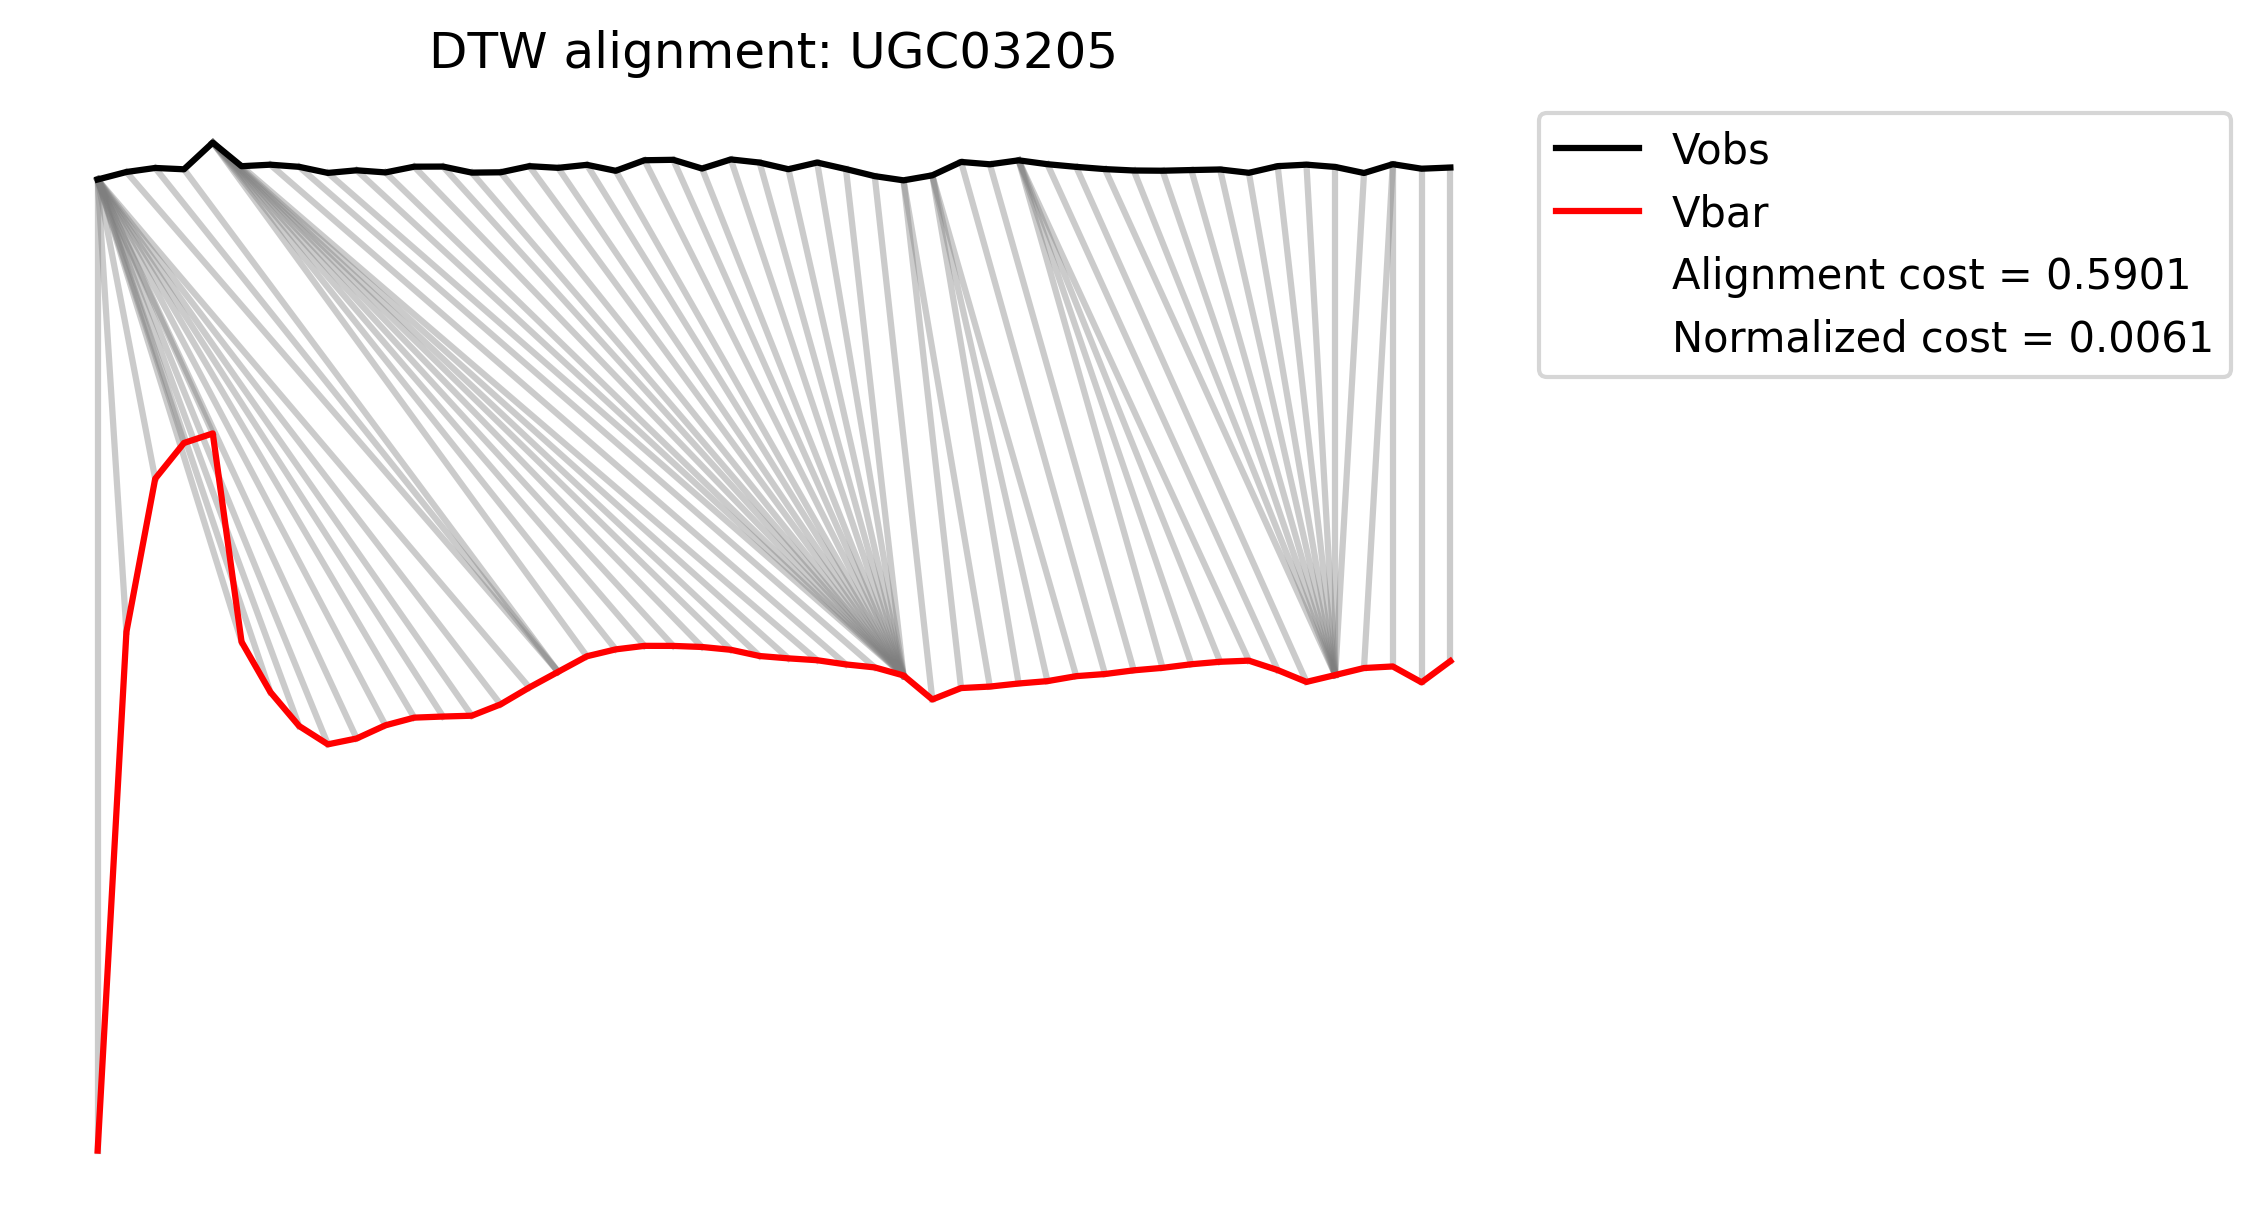 DTW alignment: UGC03205
Vobs
Vbar
Alignment cost = 0.5901
Normalized cost = 0.0061